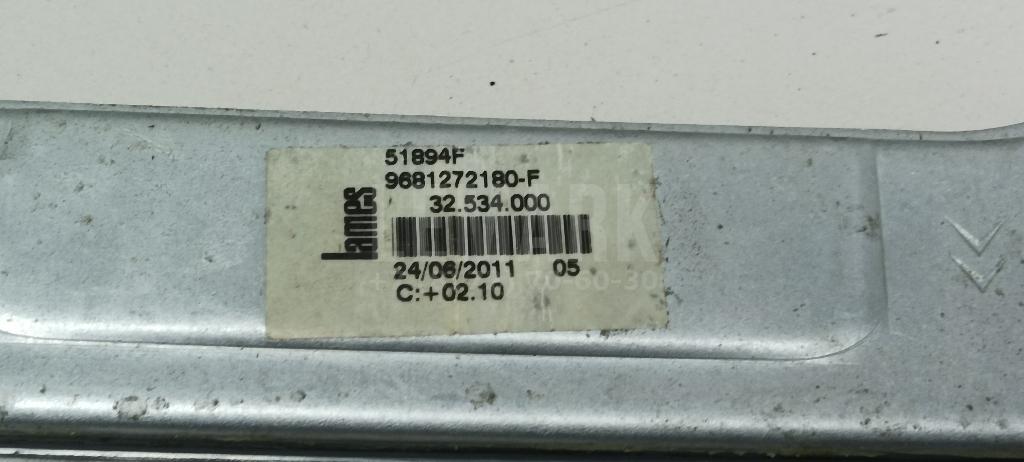 51894F
9681272180-F
32.534.000
lames
24/06/2011 05
C:+02.10